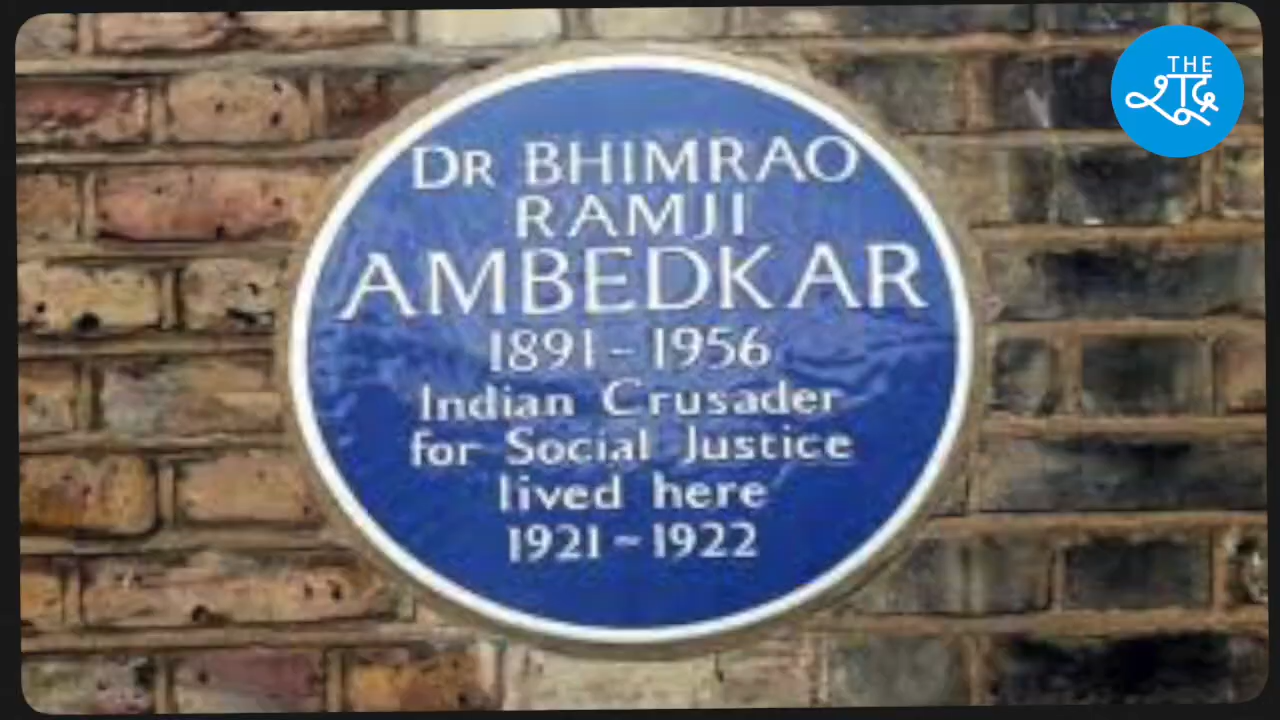 THE
शूद्र
DR BHIMRAO
RAMJI
AMBEDKAR
1891-1956
Indian Crusader
for Social Justice
lived here
1921~1922